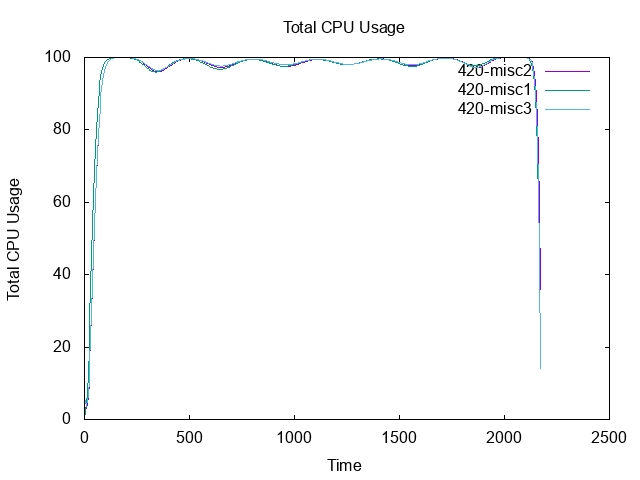 Total CPU Usage
100
80
60
40
20
0
0 500 1000 1500 2000 2500
Total CPU Usage
Time
420-misc2
420-misc1
420-misc3